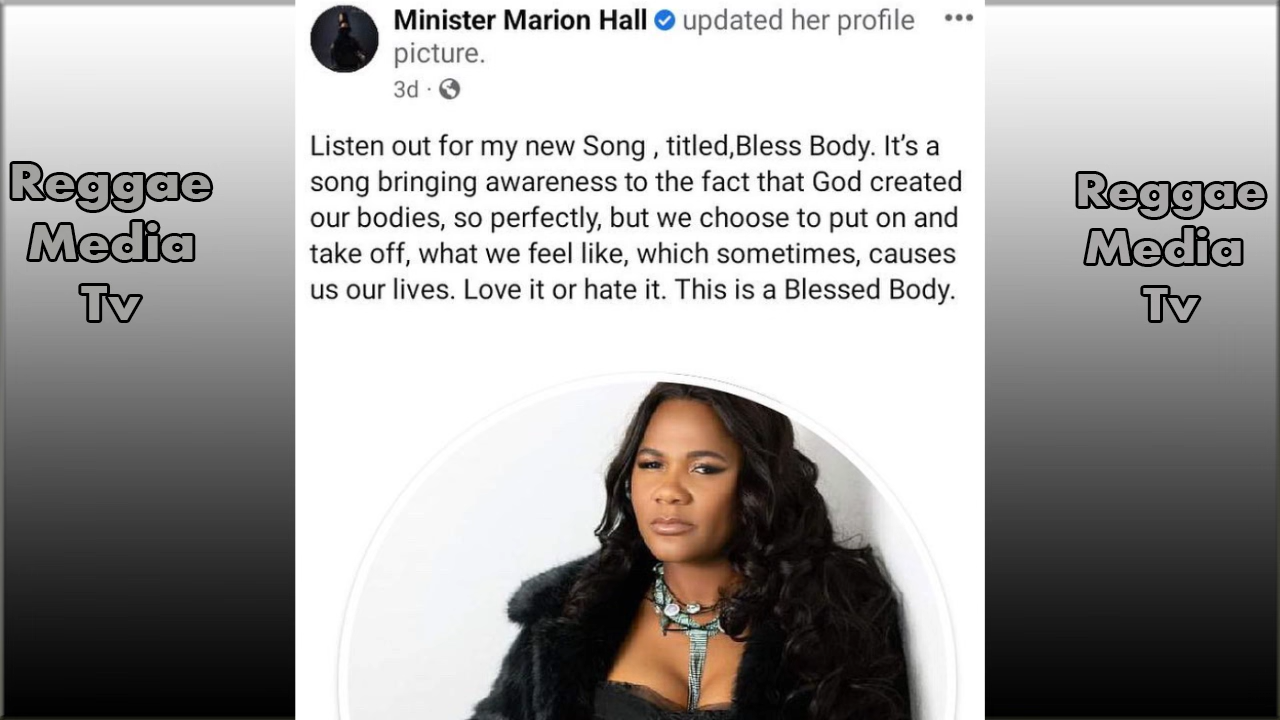 Minister Marion Hall updated her profile
picture.
3d ·
Listen out for my new Song , titled,Bless Body. It’s a
song bringing awareness to the fact that God created
our bodies, so perfectly, but we choose to put on and
take off, what we feel like, which sometimes, causes
us our lives. Love it or hate it. This is a Blessed Body.
Reggae
Media
Tv
Reggae
Media
Tv